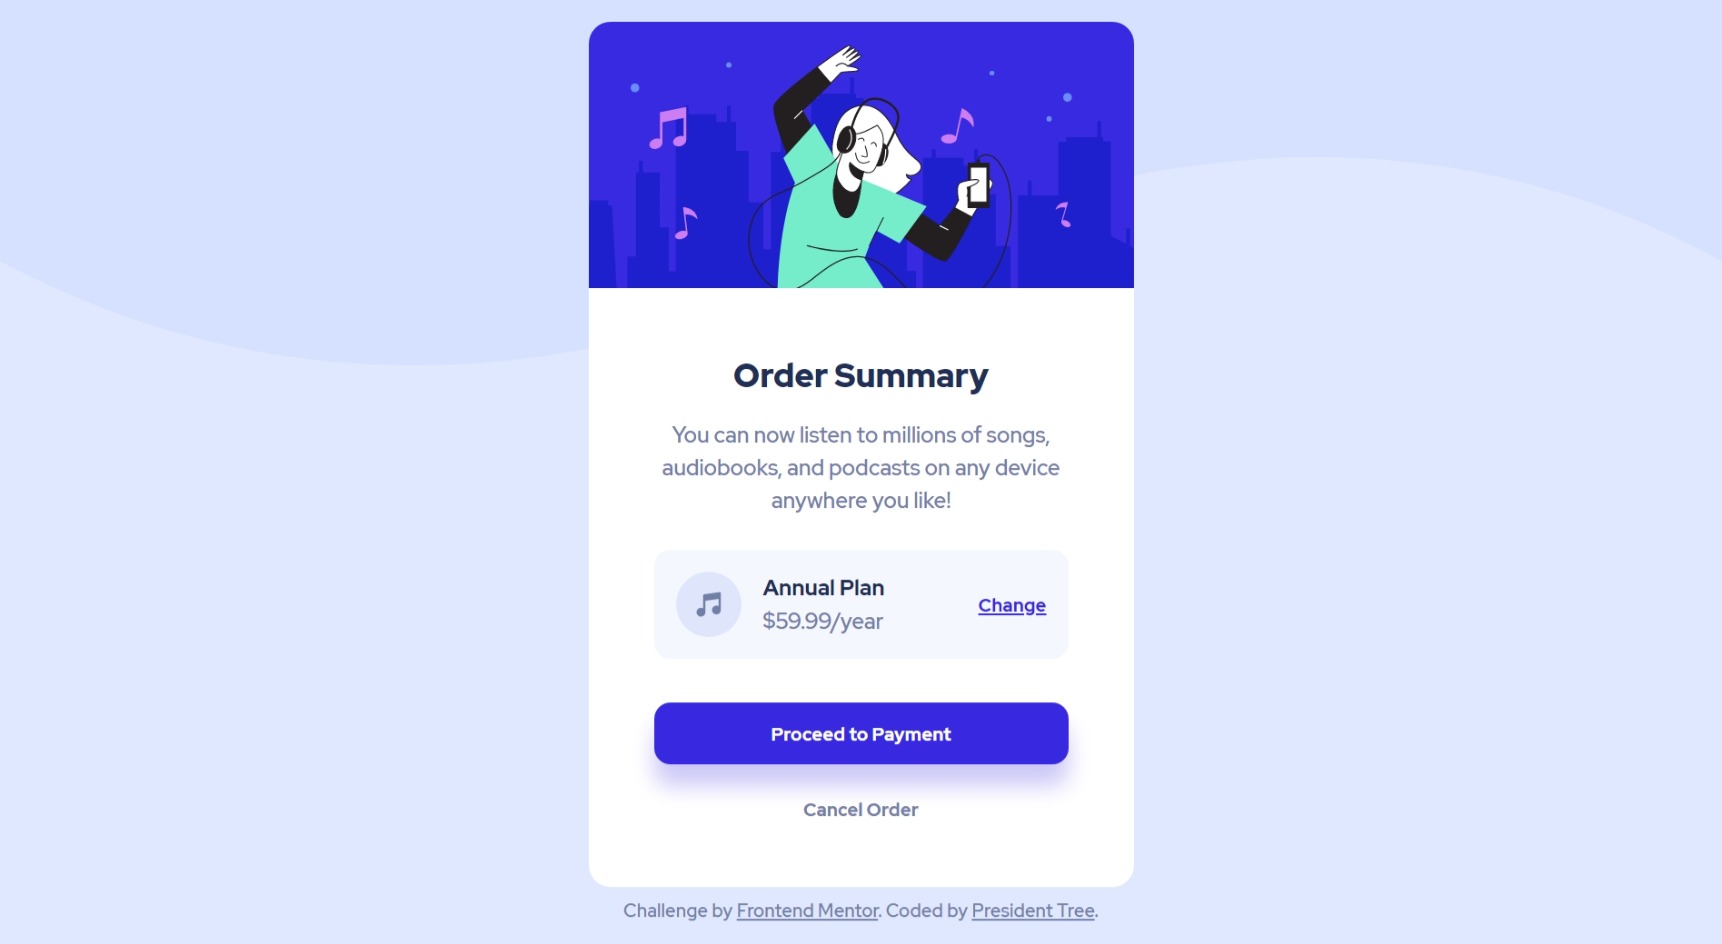 Order Summary
You can now listen to millions of songs,
audiobooks, and podcasts on any device
anywhere you like!
Annual Plan
$59.99/year
Change
Proceed to Payment
Cancel Order
Challenge by Frontend Mentor. Coded by President Tree.